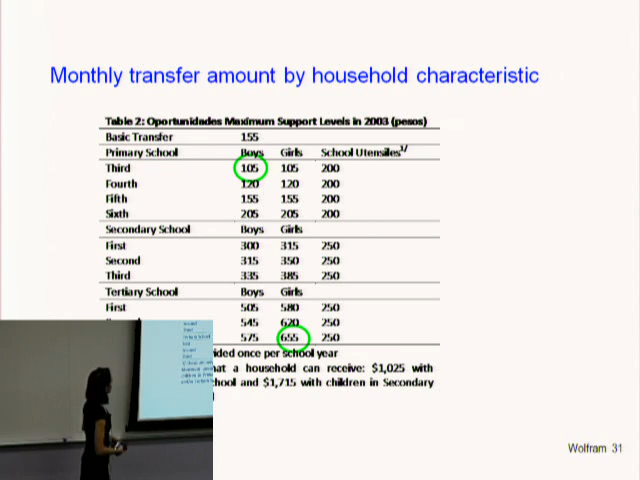 Monthly transfer amount by household characteristic
Table 2: Oportunidades Maximum Support Levels in 2003 (pesos)
Basic Transfer 155
Primary School Boys Girls School Utensiles1/
Third 105 105 200
Fourth 120 120 200
Fifth 155 155 200
Sixth 205 205 200
Secondary School Boys Girls
First 300 315 250
Second 315 350 250
Third 335 385 250
Tertiary School Boys Girls
First 505 580 250
545 620 250
575 655 250
ided once per school year
at a household can receive: $1,025 with
hool and $1,715 with children in Secondary
Wolfram 31